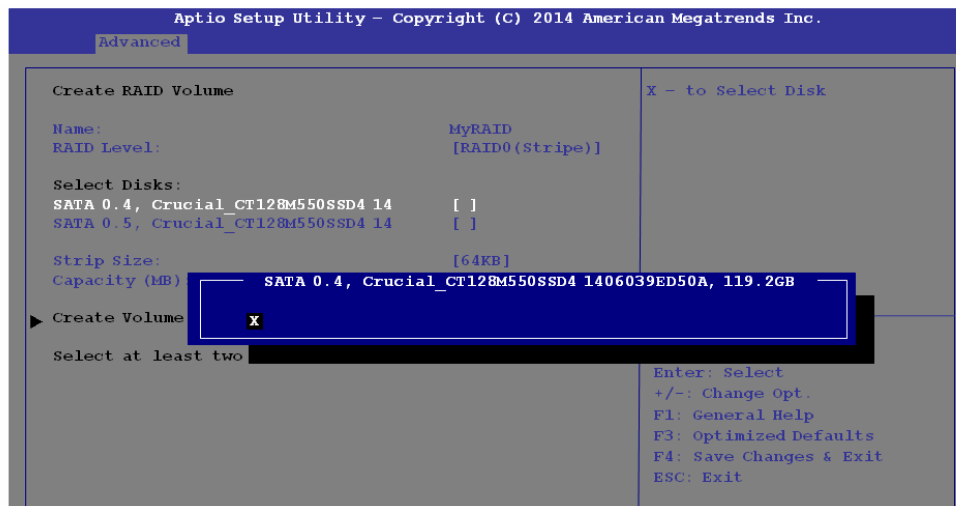 Aptio Setup Utility – Copyright (C) 2014 American Megatrends Inc.
Advanced
Create RAID Volume
Name: MyRAID
RAID Level: [RAID0(Stripe)]
Select Disks:
SATA 0.4, Crucial_CT128M550SSD4 14 [ ]
SATA 0.5, Crucial_CT128M550SSD4 14 [ ]
Strip Size: [64KB]
Capacity (MB)
SATA 0.4, Crucial_CT128M550SSD4 1406039ED50A, 119.2GB
X
Create Volume
Select at least two
X – to Select Disk
Enter: Select
+/–: Change Opt.
F1: General Help
F3: Optimized Defaults
F4: Save Changes & Exit
ESC: Exit